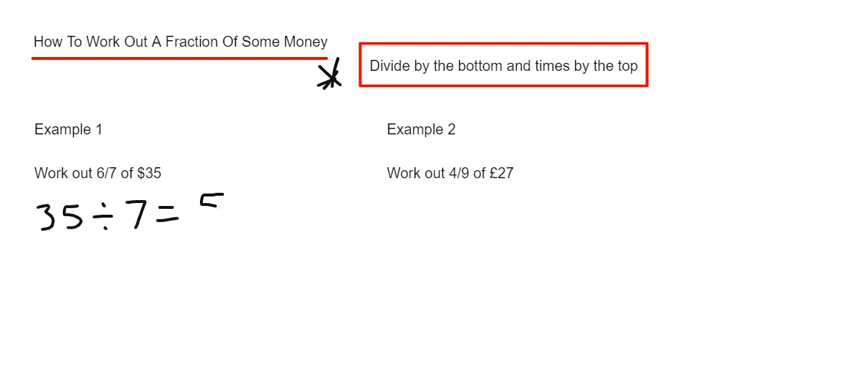 How To Work Out A Fraction Of Some Money
Divide by the bottom and times by the top
Example 1
Example 2
Work out 6/7 of $35
Work out 4/9 of £27
35÷7=5